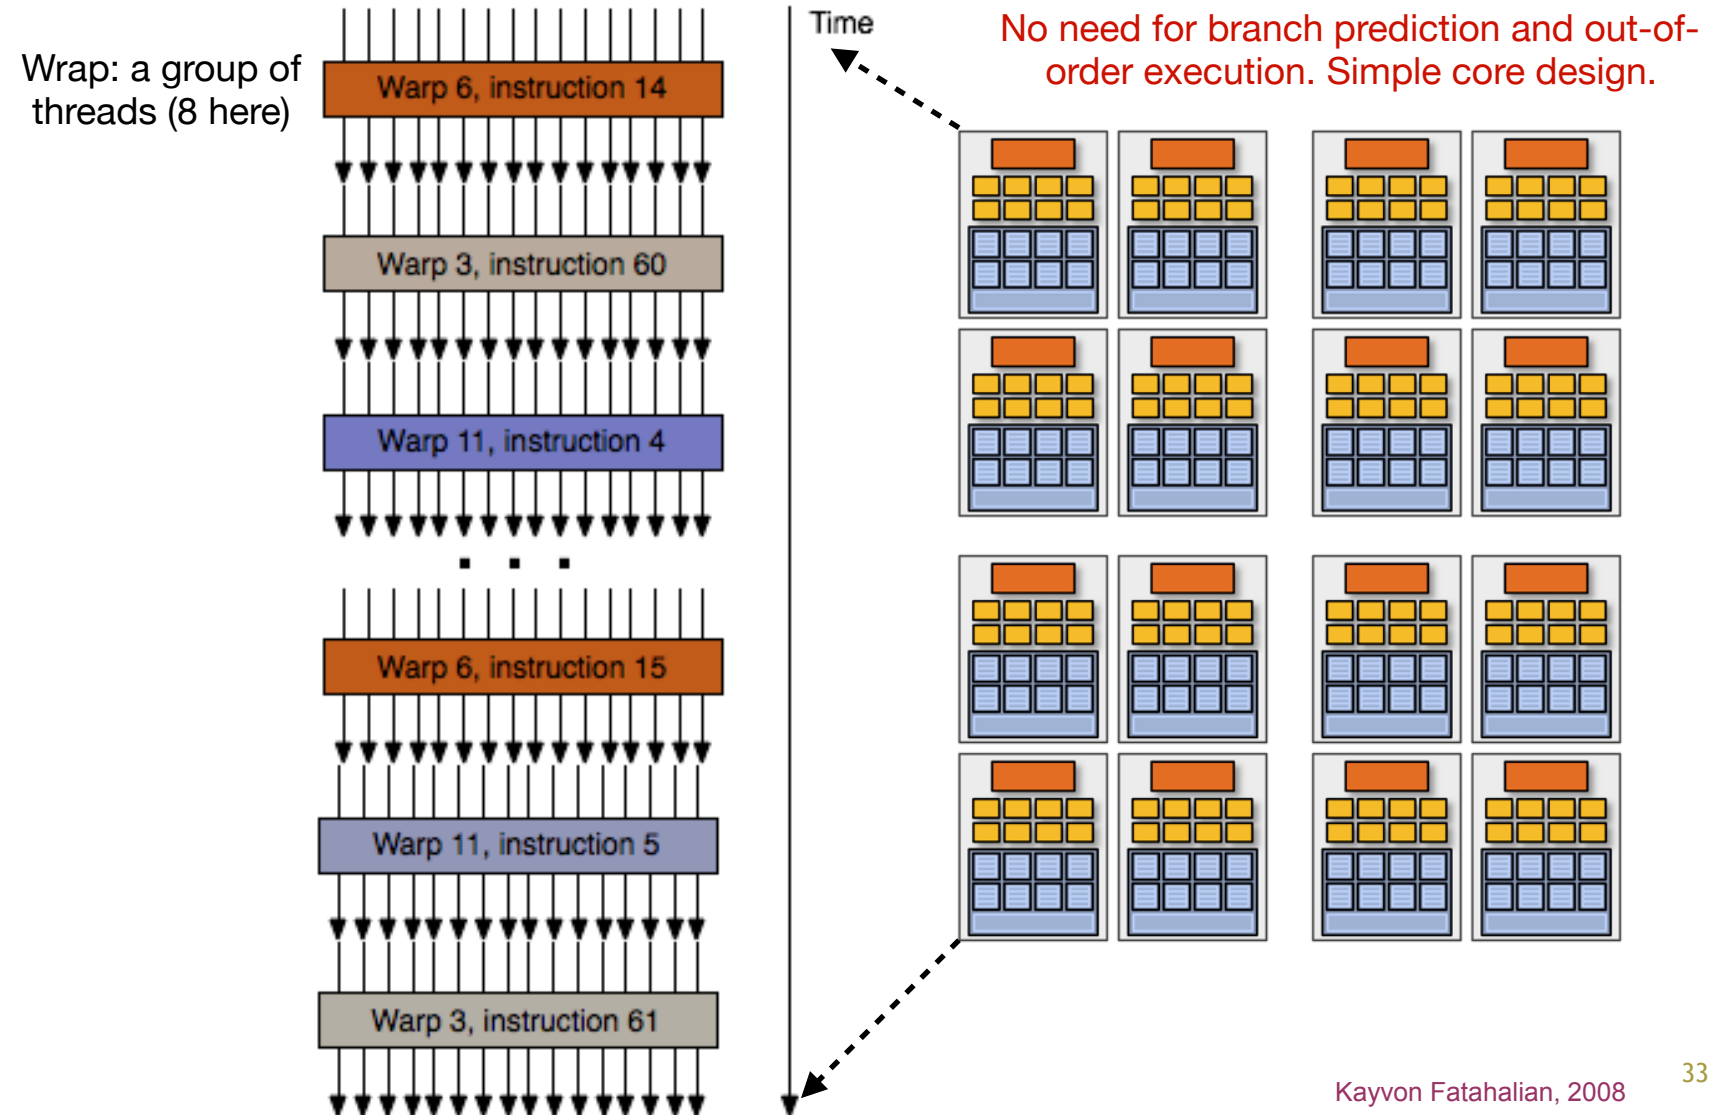 Wrap: a group of
threads (8 here)
Warp 6, instruction 14
Warp 3, instruction 60
Warp 11, instruction 4
. . .
Warp 6, instruction 15
Warp 11, instruction 5
Warp 3, instruction 61
Time
No need for branch prediction and out-of-
order execution. Simple core design.
Kayvon Fatahalian, 2008
33